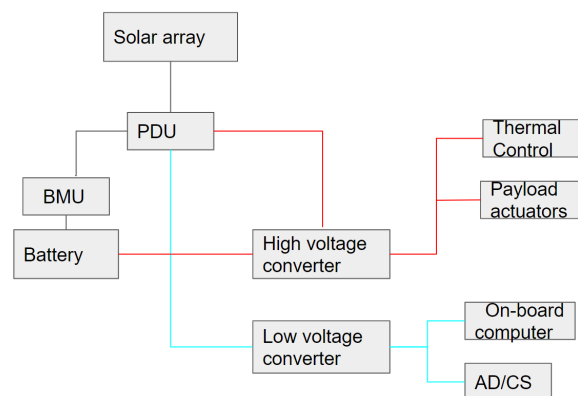 Solar array
PDU
Thermal
Control
BMU
Payload
actuators
Battery
High voltage
converter
On-board
computer
Low voltage
converter
AD/CS